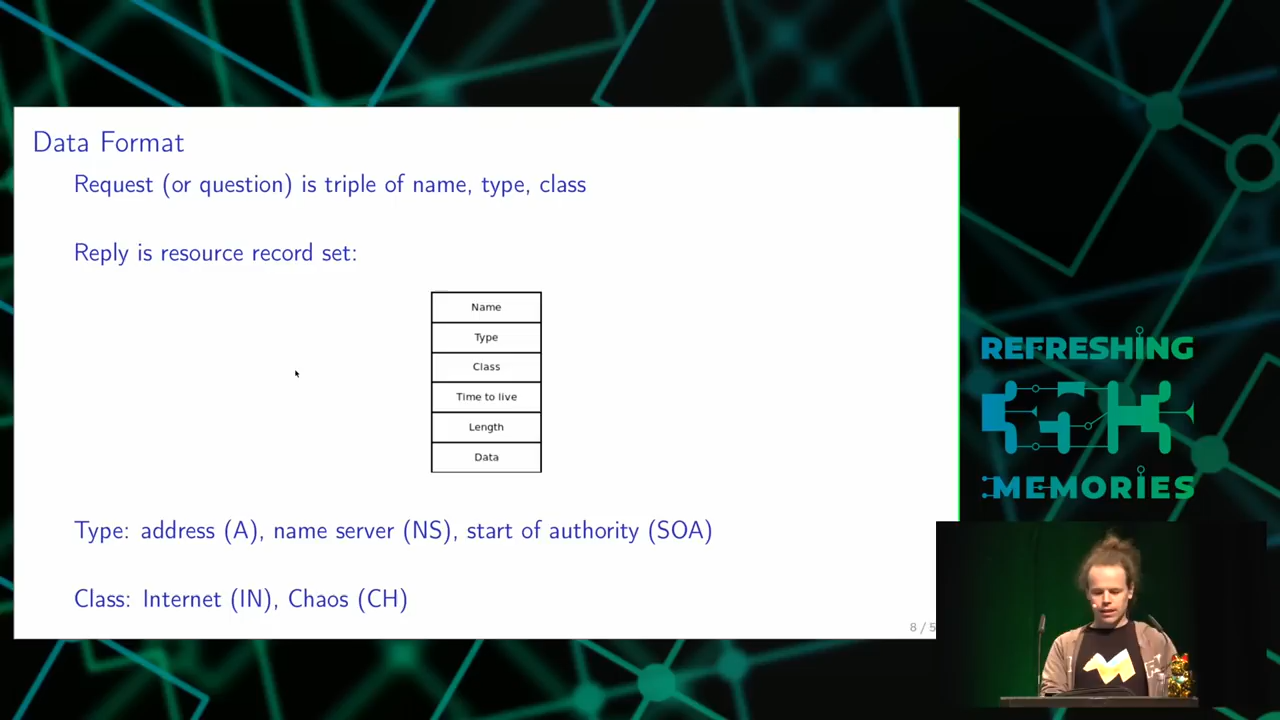 Data Format
Request (or question) is triple of name, type, class
Reply is resource record set:
Name
Type
Class
Time to live
Length
Data
Type: address (A), name server (NS), start of authority (SOA)
Class: Internet (IN), Chaos (CH)
8 / 5
REFRESHING
MEMORIES